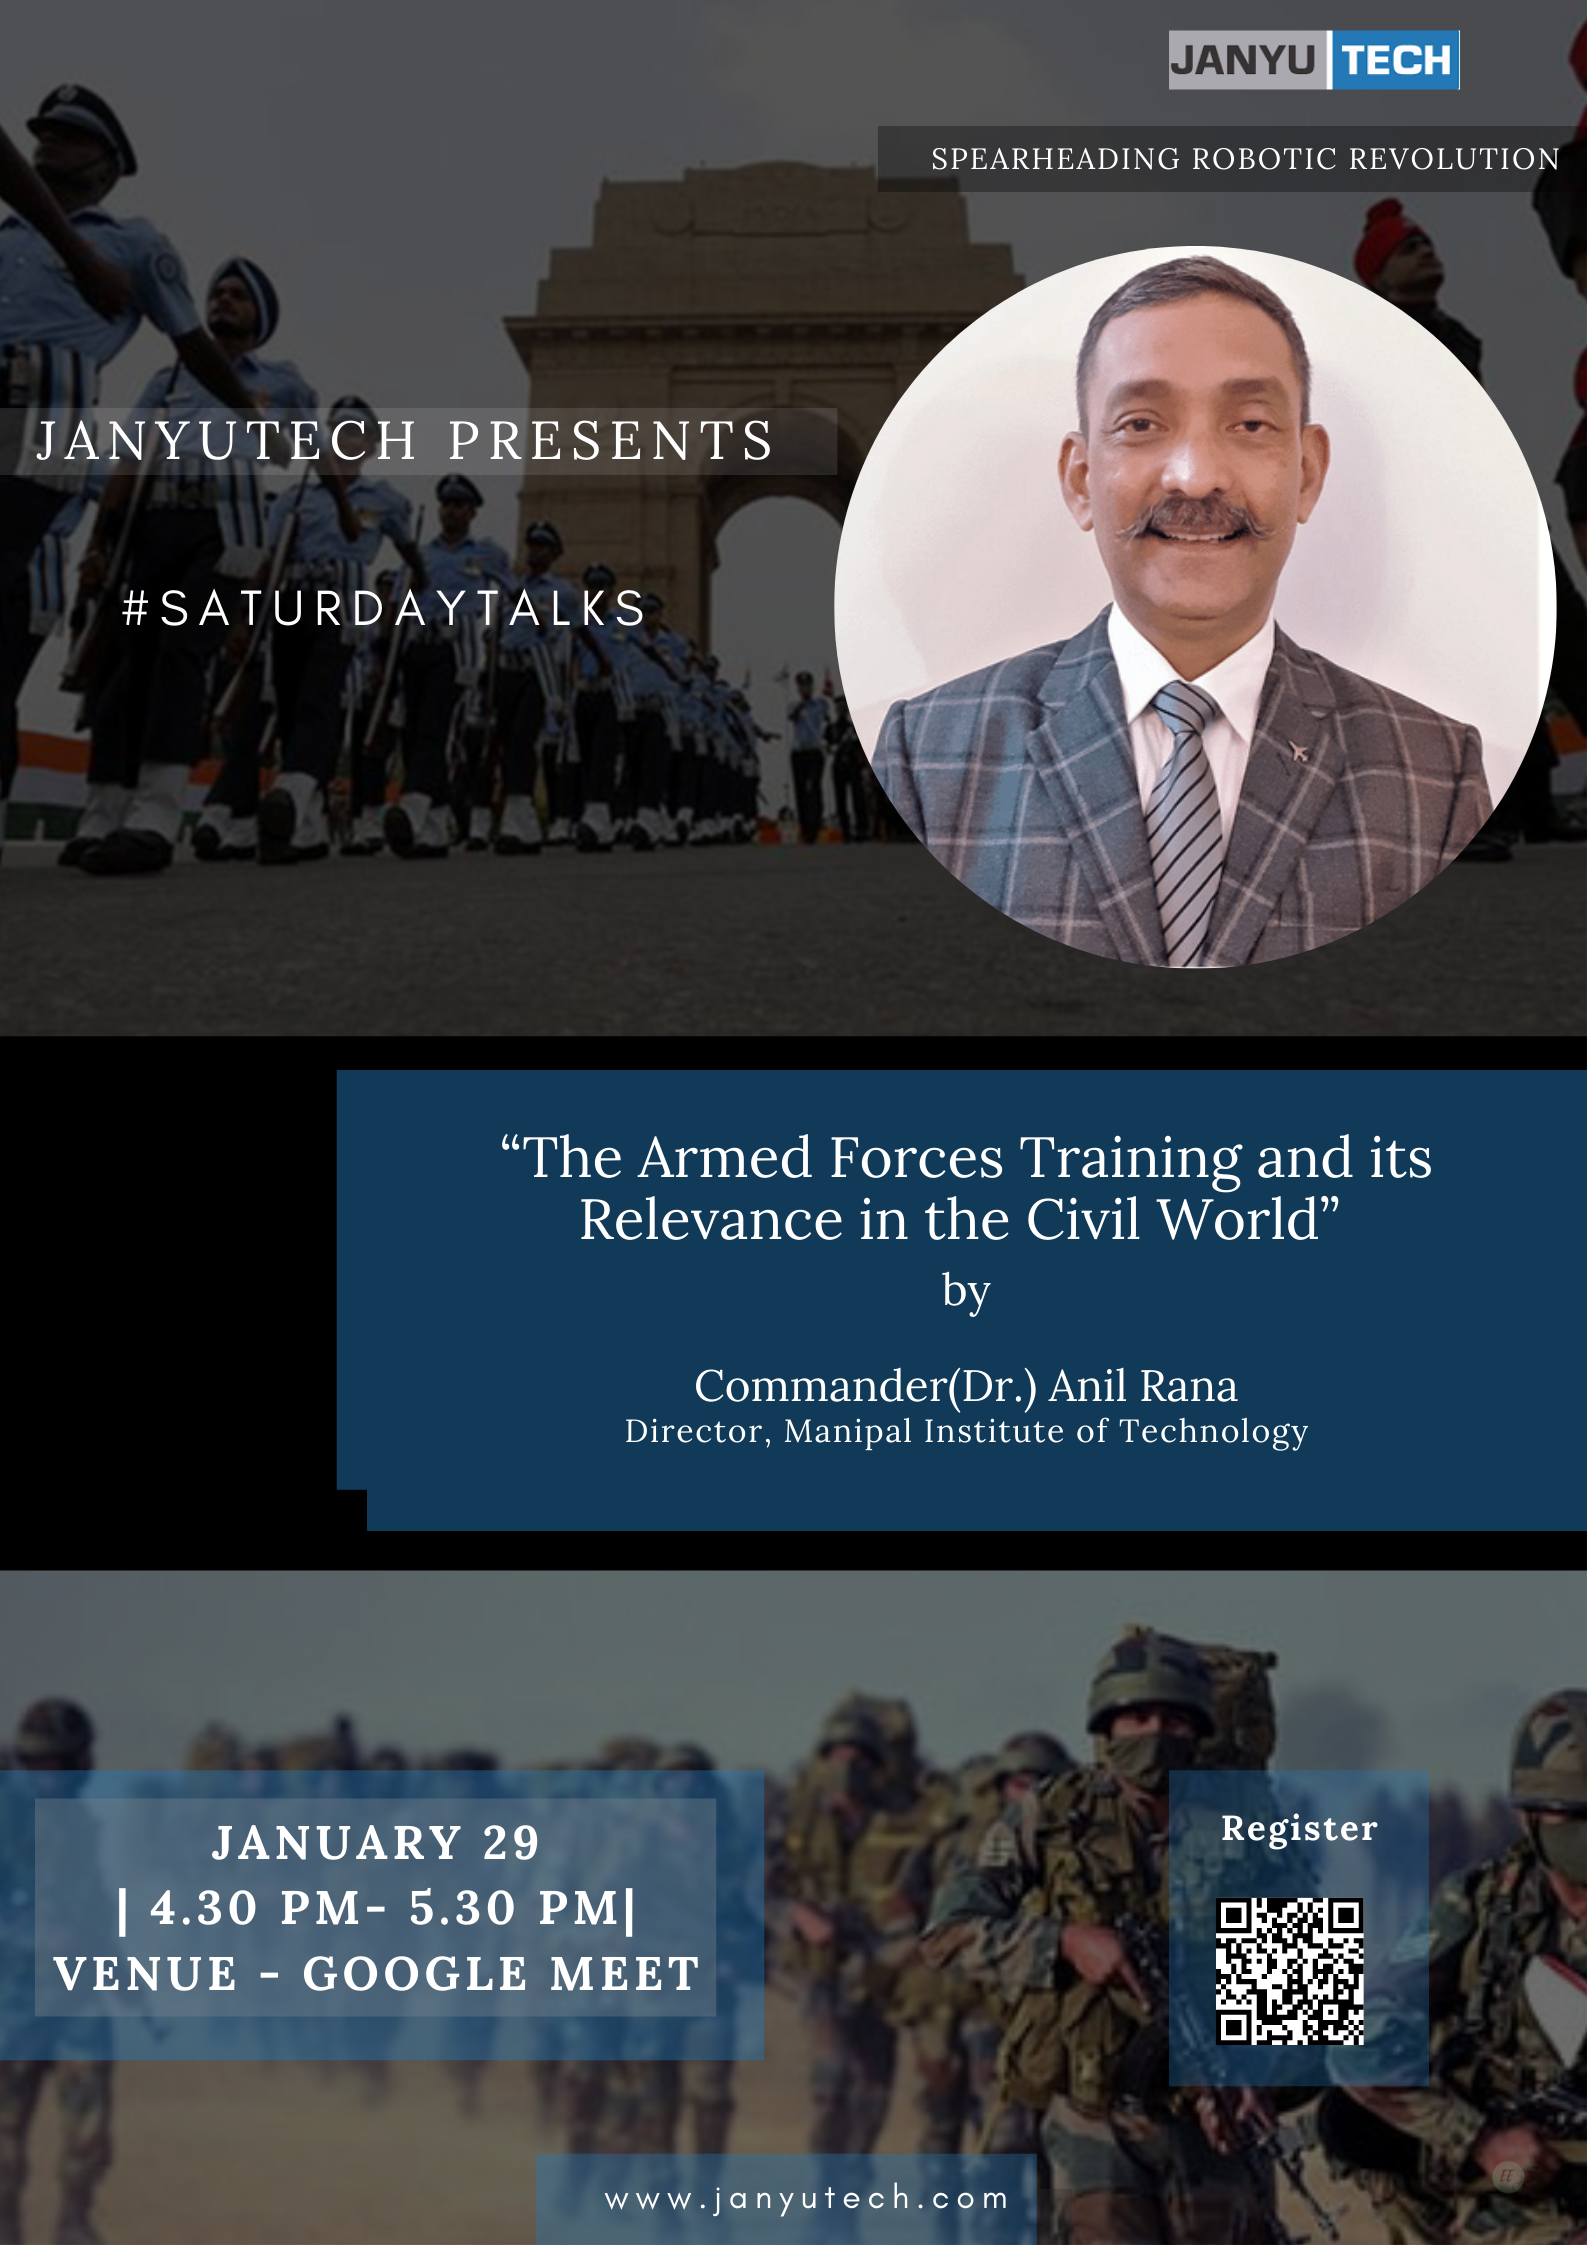 JANYU TECH
SPEARHEADING ROBOTIC REVOLUTION
INDIA
JANYUTECH PRESENTS
#SATURDAYTALKS
“The Armed Forces Training and its
Relevance in the Civil World”
by
Commander(Dr.) Anil Rana
Director, Manipal Institute of Technology
JANUARY 29
| 4.30 PM- 5.30 PM|
VENUE - GOOGLE MEET
Register
www.janyutech.com